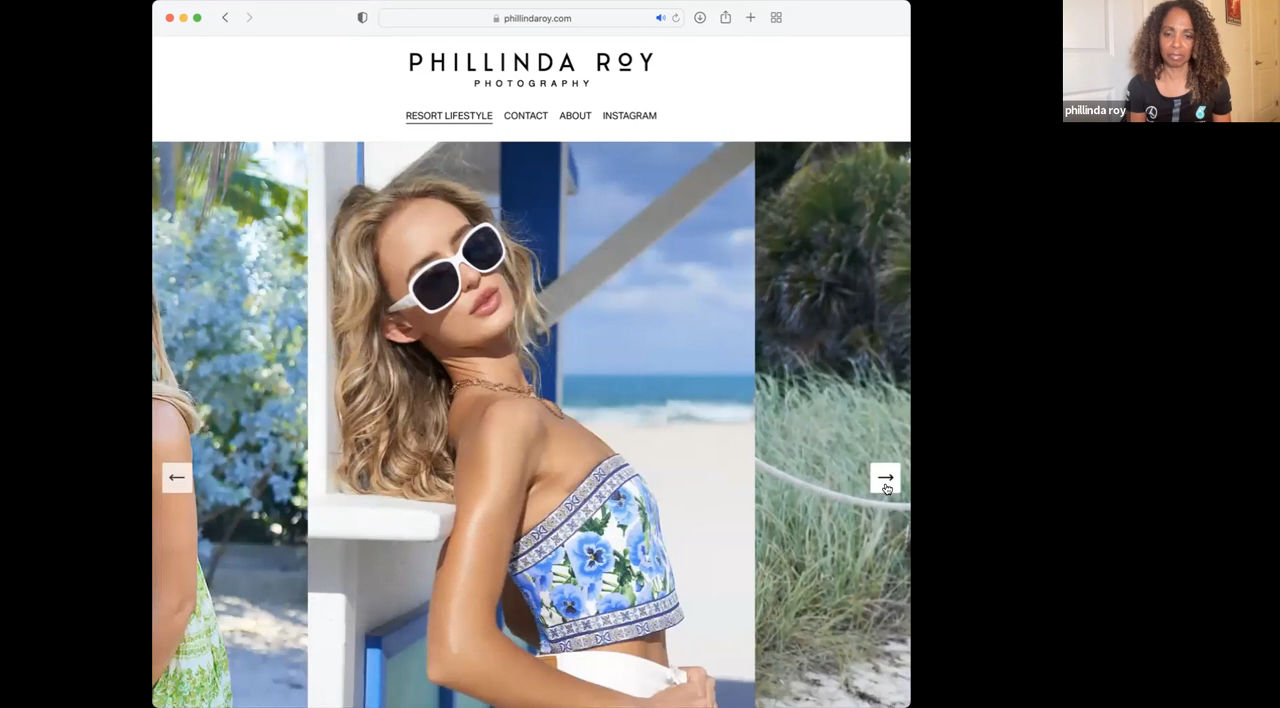 phillindaroy.com
PHILLINDA ROY
PHOTOGRAPHY
RESORT LIFESTYLE
CONTACT
ABOUT
INSTAGRAM
phillinda roy